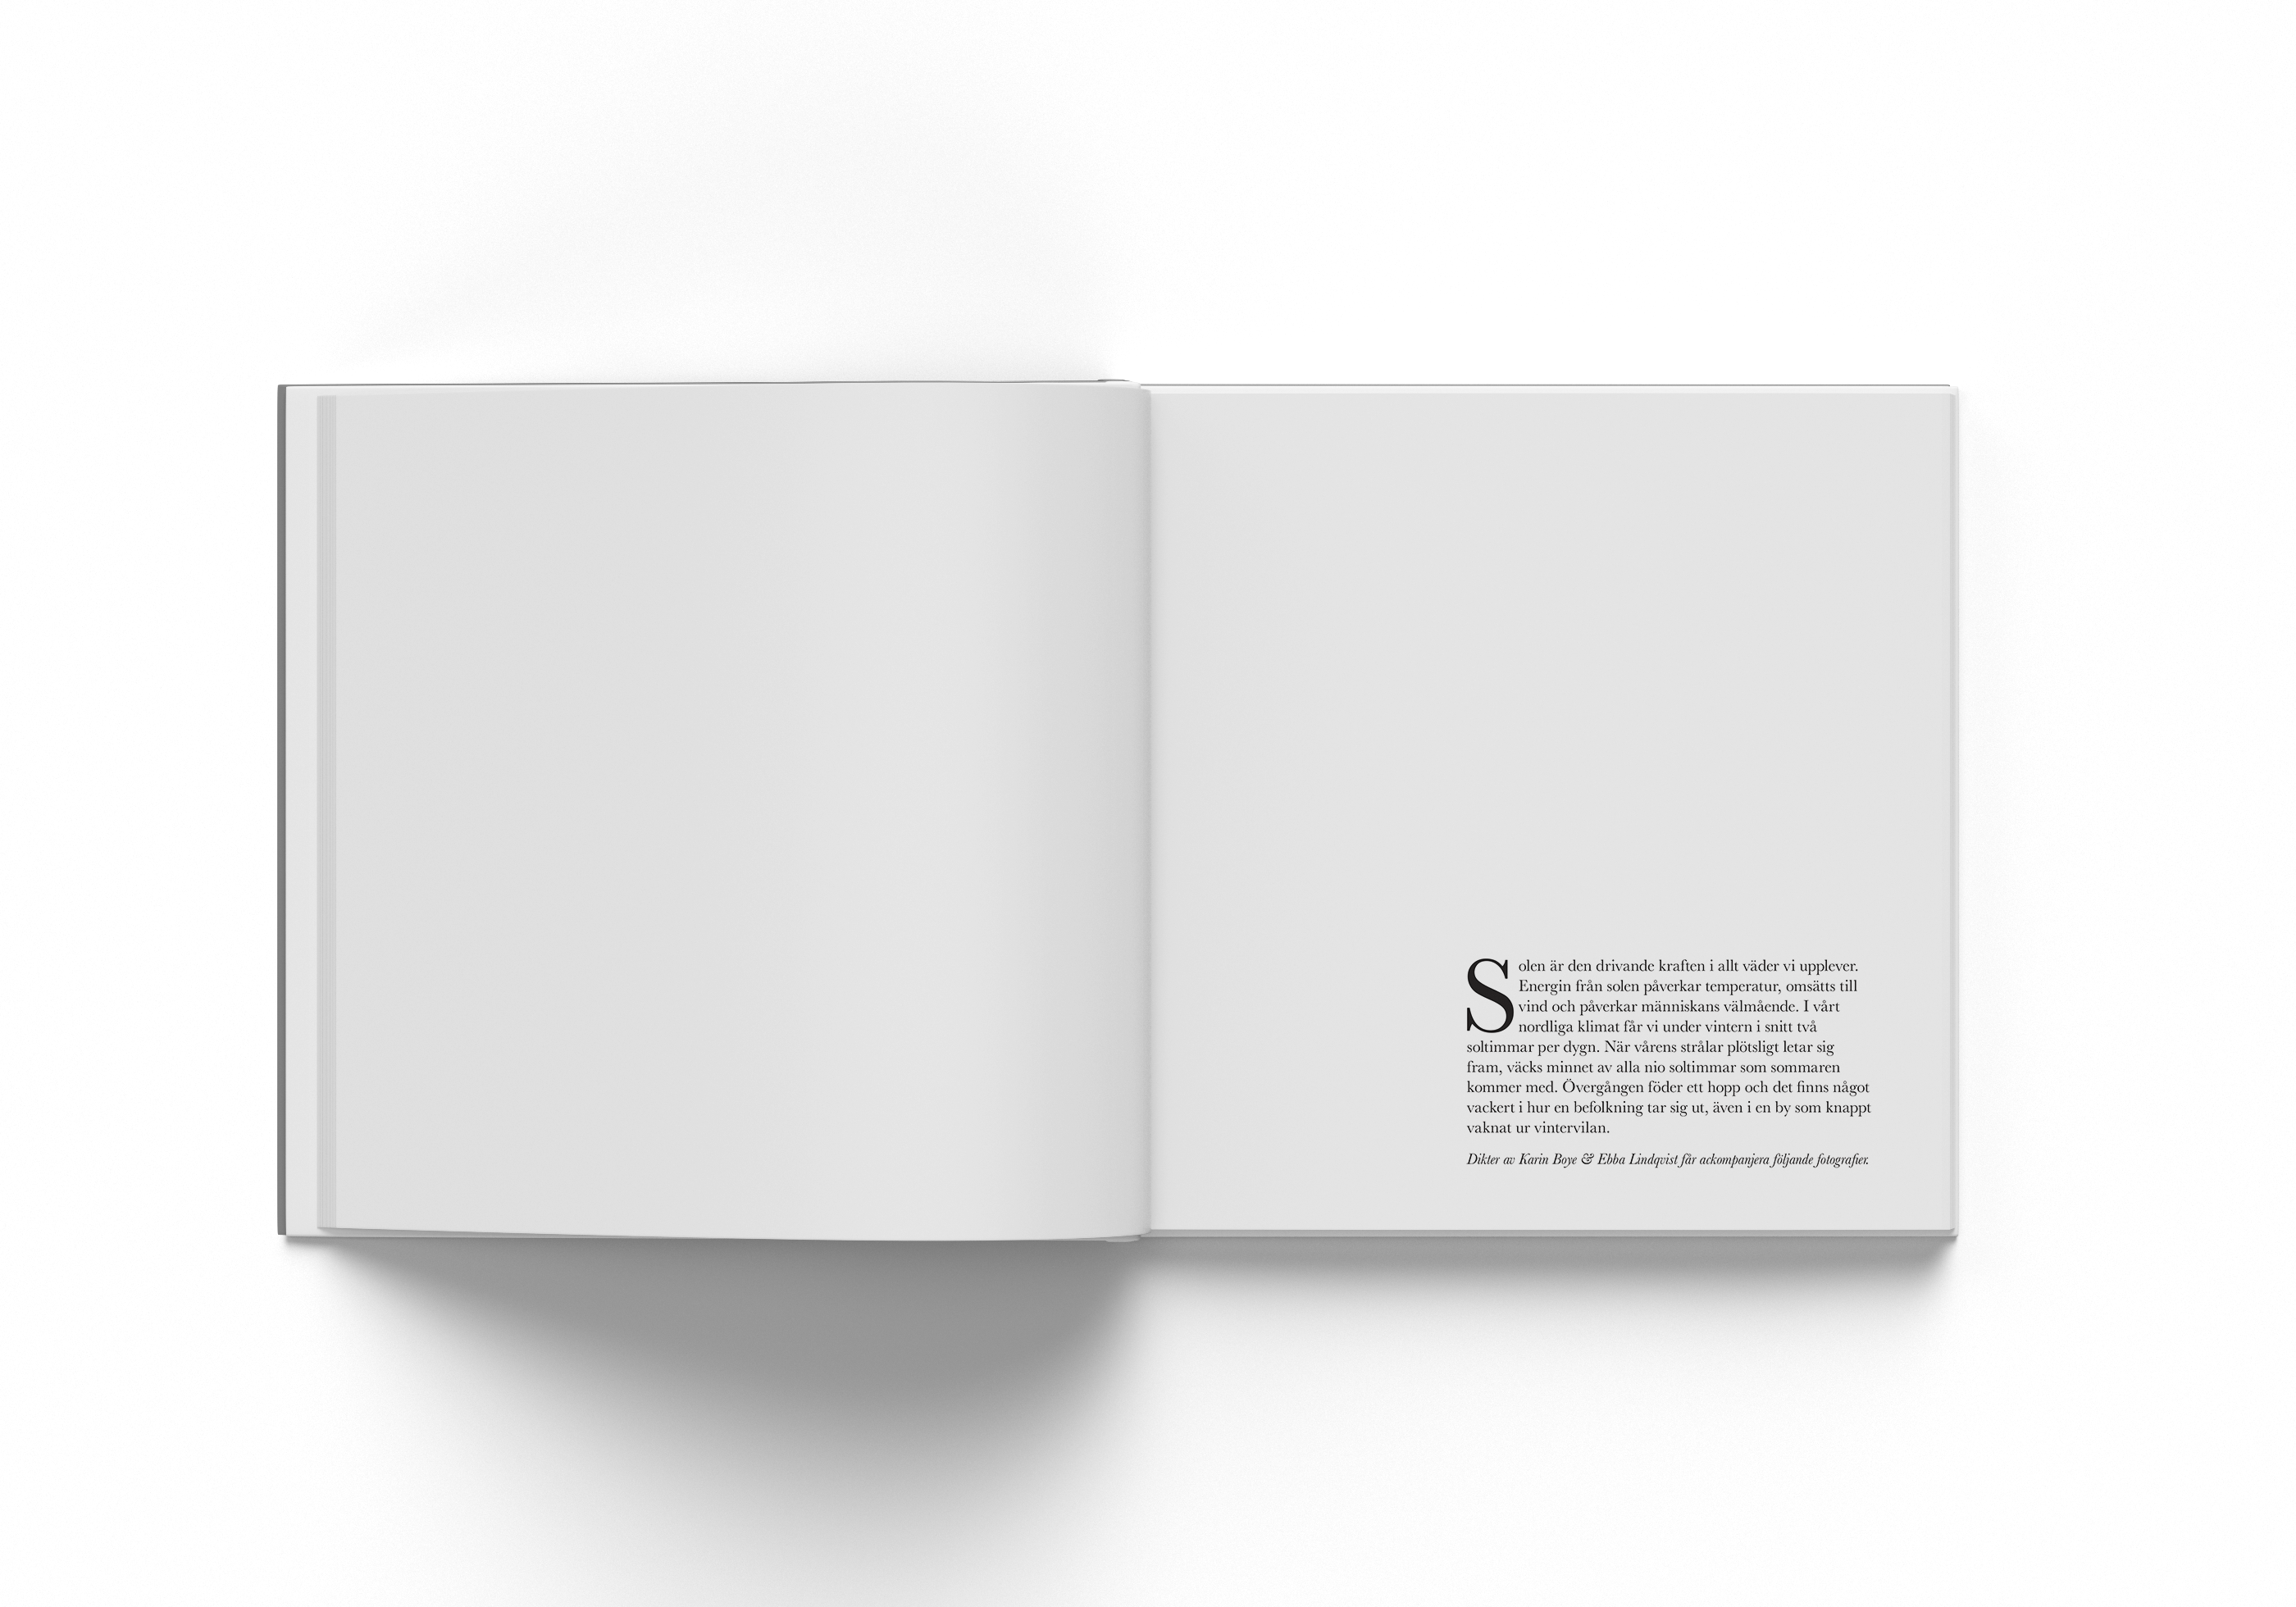 Solen är den drivande kraften i allt väder vi upplever.
Energin från solen påverkar temperatur, omsätts till
vind och påverkar människans välmående. I vårt
nordliga klimat får vi under vintern i snitt två
soltimmar per dygn. När vårens strålar plötsligt letar sig
fram, väcks minnet av alla nio soltimmar som sommaren
kommer med. Övergången föder ett hopp och det finns något
vackert i hur en befolkning tar sig ut, även i en by som knappt
vaknat ur vintervilan.
Dikter av Karin Boye & Ebba Lindqvist får ackompanjera följande fotografier.